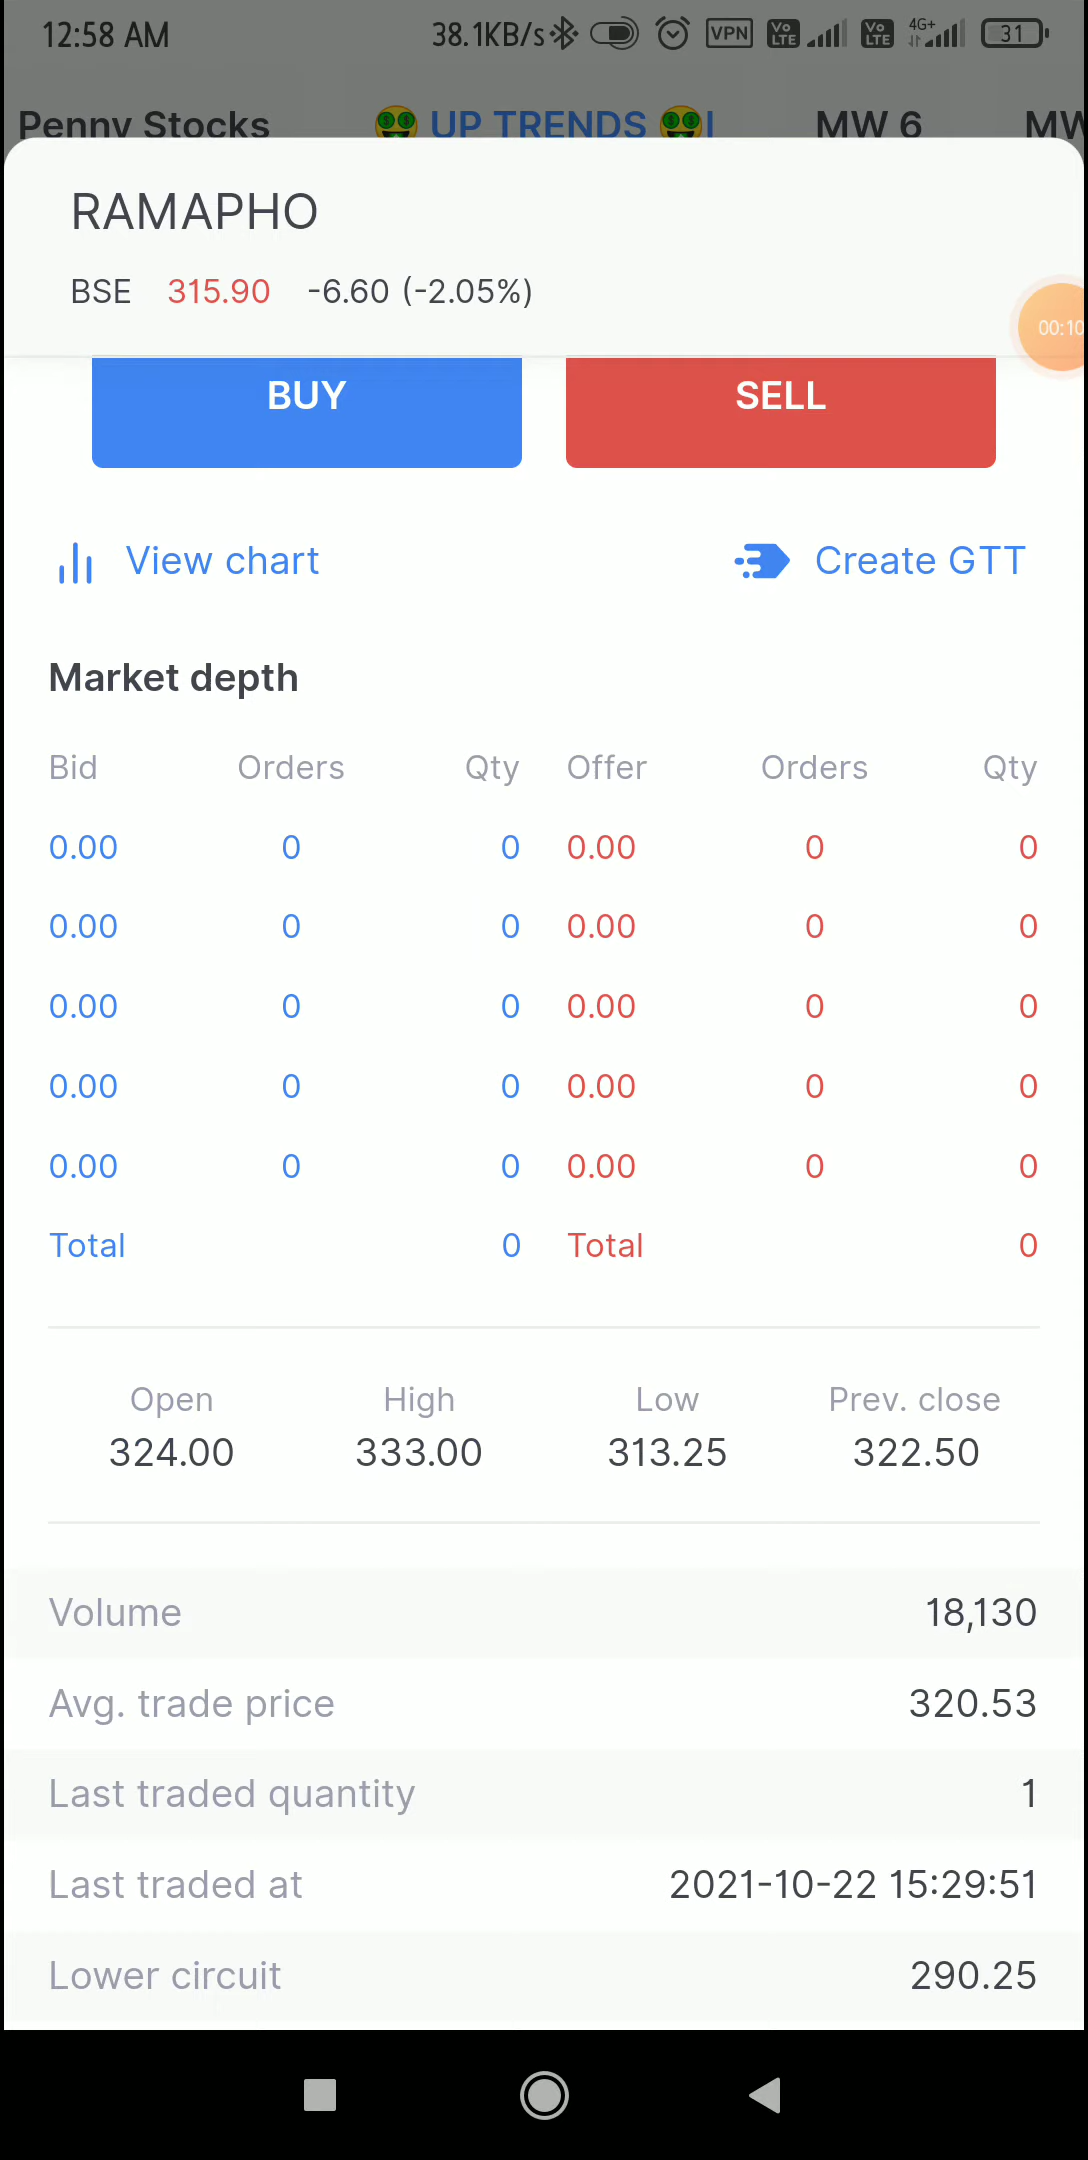 12:58 AM 38.1KB/s VPN Vo LTE Vo LTE 4G+ 31
Penny Stocks 🤑 UP TRENDS 🤑 MW 6 MW
RAMAPHO
BSE 315.90 -6.60 (-2.05%)
00:10
BUY SELL
View chart Create GTT
Market depth
Bid Orders Qty Offer Orders Qty
0.00 0 0 0.00 0 0
0.00 0 0 0.00 0 0
0.00 0 0 0.00 0 0
0.00 0 0 0.00 0 0
0.00 0 0 0.00 0 0
Total 0 Total 0
Open High Low Prev. close
324.00 333.00 313.25 322.50
Volume 18,130
Avg. trade price 320.53
Last traded quantity 1
Last traded at 2021-10-22 15:29:51
Lower circuit 290.25